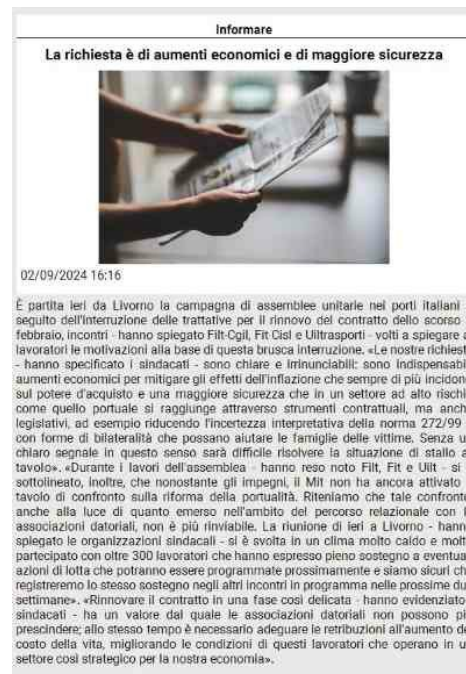 Informare
La richiesta è di aumenti economici e di maggiore sicurezza
02/09/2024 16:16
È partita ieri da Livorno la campagna di assemblee unitarie nei porti italiani
seguito dell'interruzione delle trattative per il rinnovo del contratto dello scorso
febbraio, incontri - hanno spiegato Filt-Cgil, Fit Cisl e Uiltrasporti - volti a spiegare a
lavoratori le motivazioni alla base di questa brusca interruzione. «Le nostre richiest
- hanno specificato i sindacati - sono chiare e irrinunciabili: sono indispensabi
aumenti economici per mitigare gli effetti dell'inflazione che sempre di più incidon
sul potere d'acquisto e una maggiore sicurezza che in un settore ad alto rischi
come quello portuale si raggiunge attraverso strumenti contrattuali, ma anch
legislativi, ad esempio riducendo l'incertezza interpretativa della norma 272/99
con forme di bilateralità che possano aiutare le famiglie delle vittime. Senza u
chiaro segnale in questo senso sarà difficile risolvere la situazione di stallo a
tavolo». «Durante i lavori dell'assemblea - hanno reso noto Filt, Fit e Uilt - si
sottolineato, inoltre, che nonostante gli impegni, il Mit non ha ancora attivato
tavolo di confronto sulla riforma della portualità. Riteniamo che tale confronto
anche alla luce di quanto emerso nell'ambito del percorso relazionale con l
associazioni datoriali, non è più rinviabile. La riunione di ieri a Livorno - hann
spiegato le organizzazioni sindacali - si è svolta in un clima molto caldo e molt
partecipato con oltre 300 lavoratori che hanno espresso pieno sostegno a eventua
azioni di lotta che potranno essere programmate prossimamente e siamo sicuri ch
registreremo lo stesso sostegno negli altri incontri in programma nelle prossime du
settimane». «Rinnovare il contratto in una fase così delicata - hanno evidenziato
sindacati - ha un valore dal quale le associazioni datoriali non possono pi
prescindere; allo stesso tempo è necessario adeguare le retribuzioni all'aumento de
costo della vita, migliorando le condizioni di questi lavoratori che operano in u
settore così strategico per la nostra economia».